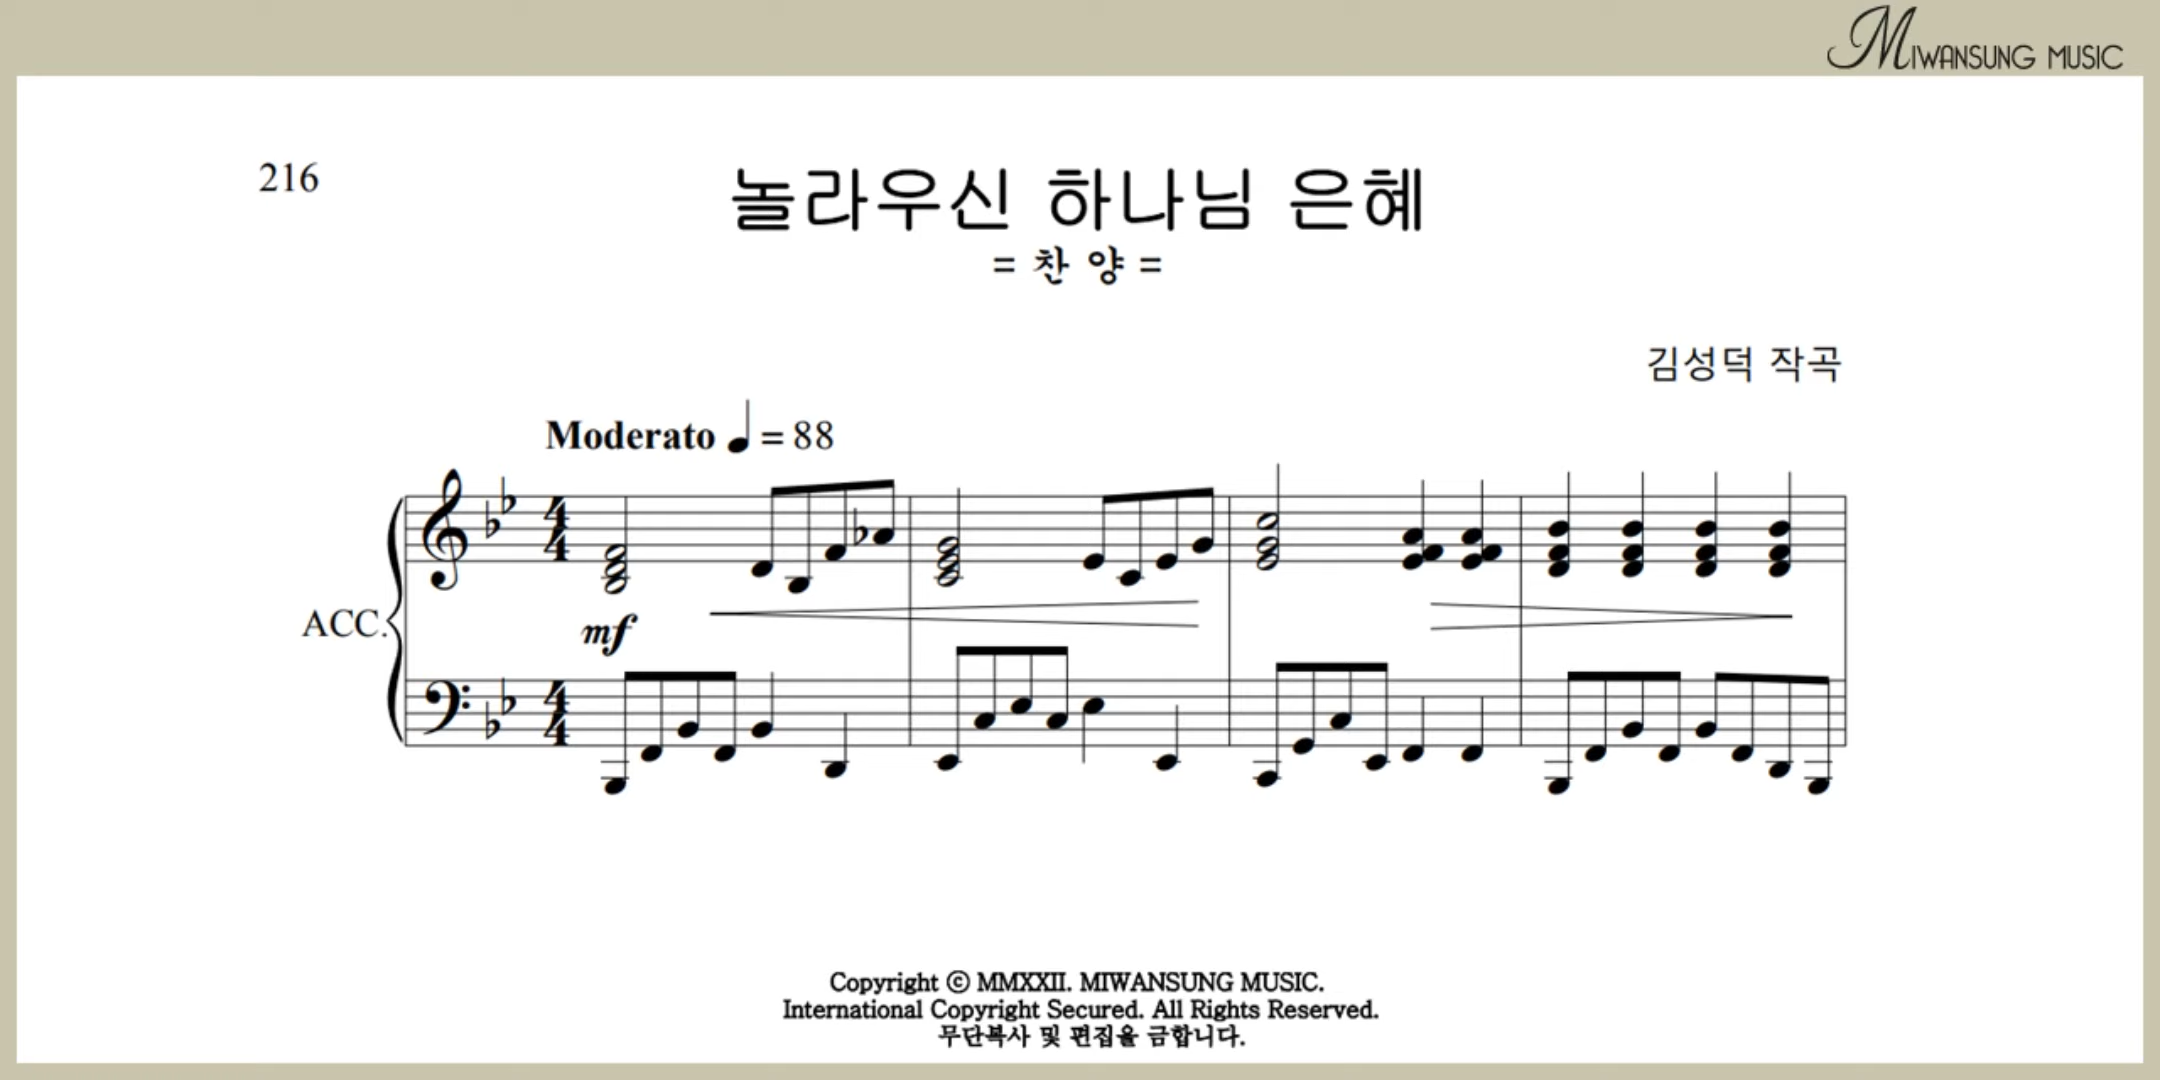 MIWANSUNG MUSIC
216
놀라우신 하나님 은혜
= 찬 양 =
김성덕 작곡
Moderato ♩ = 88
ACC.
mf
Copyright ⓒ MMXXII. MIWANSUNG MUSIC.
International Copyright Secured. All Rights Reserved.
무단복사 및 편집을 금합니다.